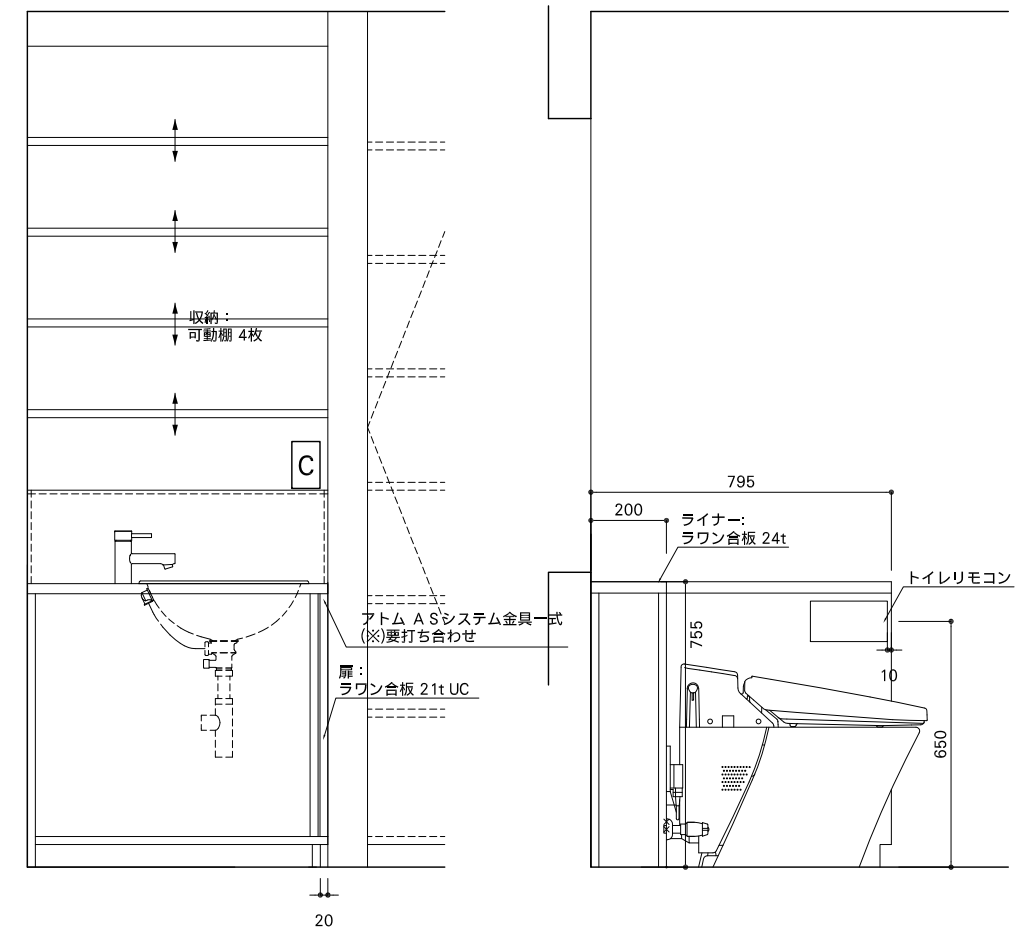 収納：
可動棚 4枚
C
アトム A Sシステム金具一式
(※)要打ち合わせ
扉：
ラワン合板 21t UC
20
795
200
ライナー:
ラワン合板 24t
トイレリモコン
755
10
650